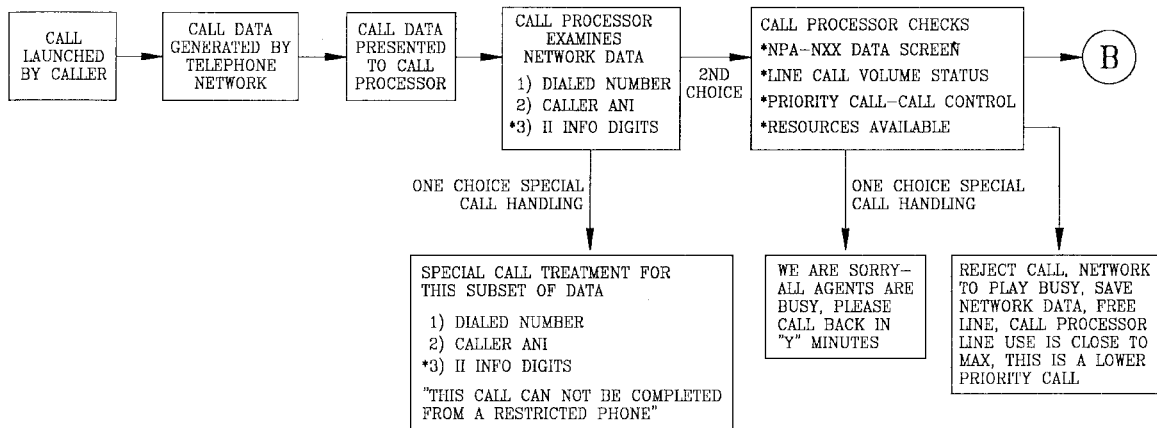 CALL
LAUNCHED
BY CALLER
CALL DATA
GENERATED BY
TELEPHONE
NETWORK
CALL DATA
PRESENTED
TO CALL
PROCESSOR
CALL PROCESSOR
EXAMINES
NETWORK DATA
1) DIALED NUMBER
2) CALLER ANI
*3) II INFO DIGITS
2ND
CHOICE
CALL PROCESSOR CHECKS
*NPA-NXX DATA SCREEN
*LINE CALL VOLUME STATUS
*PRIORITY CALL-CALL CONTROL
*RESOURCES AVAILABLE
B
ONE CHOICE SPECIAL
CALL HANDLING
ONE CHOICE SPECIAL
CALL HANDLING
SPECIAL CALL TREATMENT FOR
THIS SUBSET OF DATA
1) DIALED NUMBER
2) CALLER ANI
*3) II INFO DIGITS
"THIS CALL CAN NOT BE COMPLETED
FROM A RESTRICTED PHONE"
WE ARE SORRY-
ALL AGENTS ARE
BUSY, PLEASE
CALL BACK IN
"Y" MINUTES
REJECT CALL, NETWORK
TO PLAY BUSY, SAVE
NETWORK DATA, FREE
LINE, CALL PROCESSOR
LINE USE IS CLOSE TO
MAX, THIS IS A LOWER
PRIORITY CALL